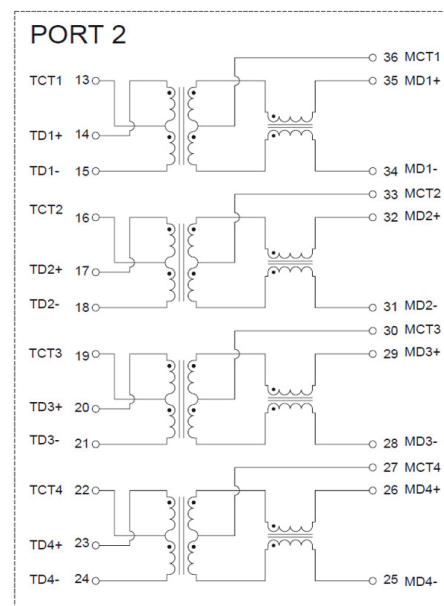 PORT 2
36 MCT1
TCT1 13
35 MD1+
TD1+ 14
TD1- 15
34 MD1-
33 MCT2
TCT2 16
32 MD2+
TD2+ 17
TD2- 18
31 MD2-
30 MCT3
TCT3 19
29 MD3+
TD3+ 20
TD3- 21
28 MD3-
27 MCT4
TCT4 22
26 MD4+
TD4+ 23
TD4- 24
25 MD4-